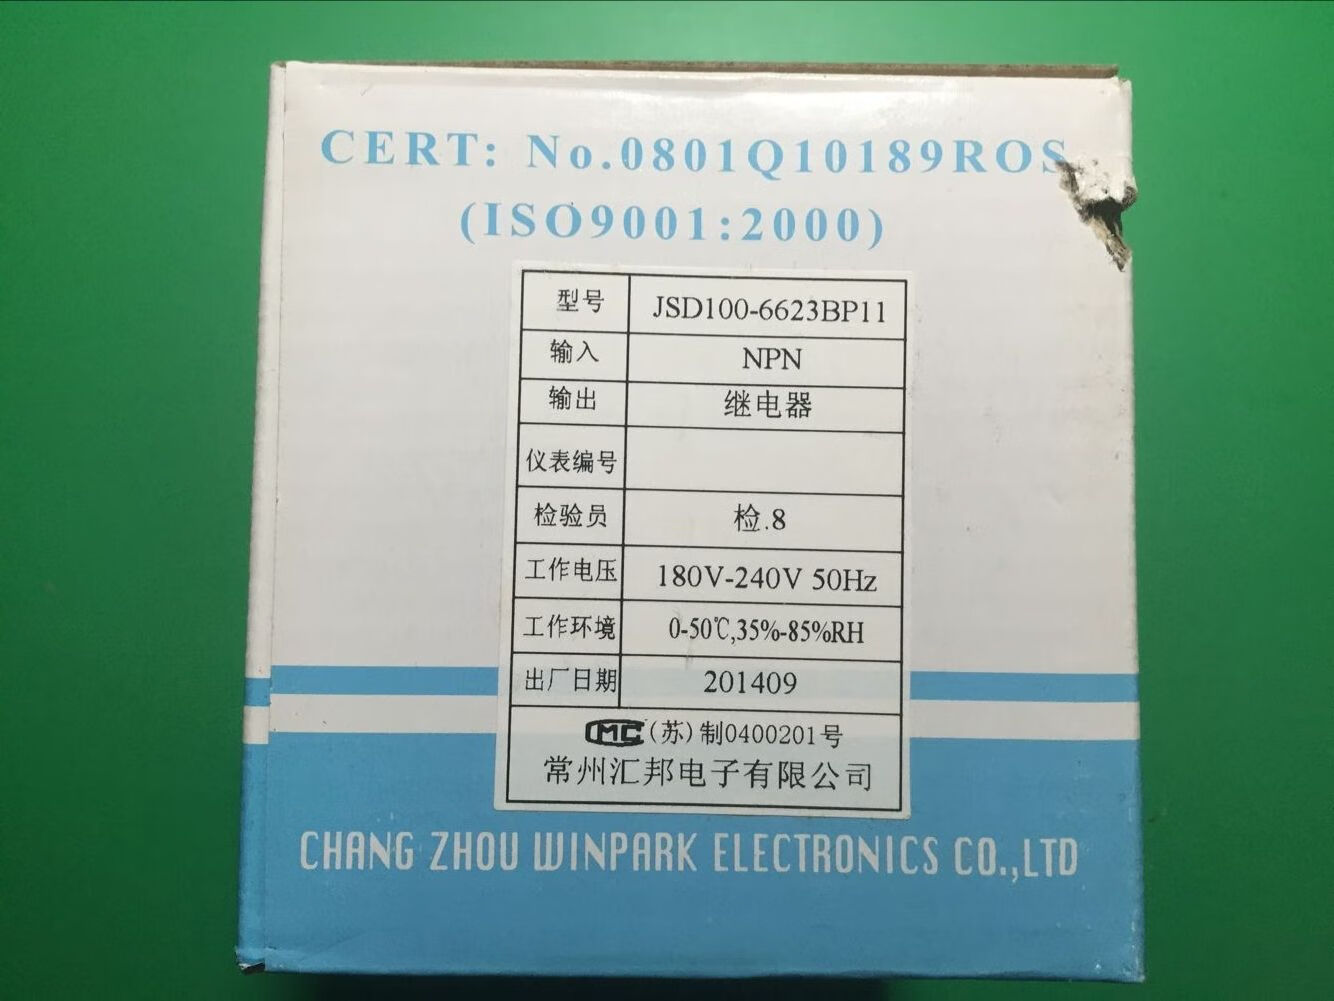 CERT: No.0801Q10189ROS
(ISO9001:2000)
型号 JSD100-6623BP11
输入 NPN
输出 继电器
仪表编号
检验员 检.8
工作电压 180V-240V 50Hz
工作环境 0-50℃,35%-85%RH
出厂日期 201409
MC (苏)制0400201号
常州汇邦电子有限公司
CHANG ZHOU WINPARK ELECTRONICS CO.,LTD